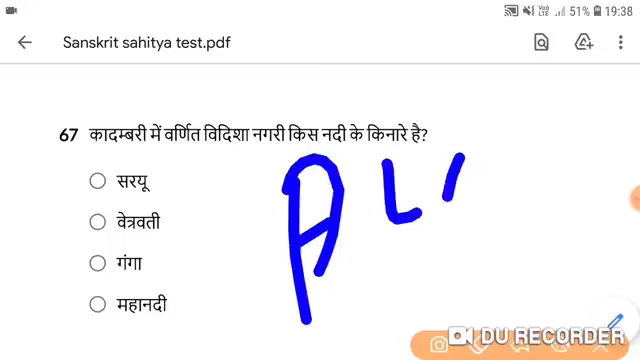 51% 19:38
Sanskrit sahitya test.pdf
67 कादम्बरी में वर्णित विदिशा नगरी किस नदी के किनारे है?
सरयू
वेत्रवती
गंगा
महानदी
DU RECORDER